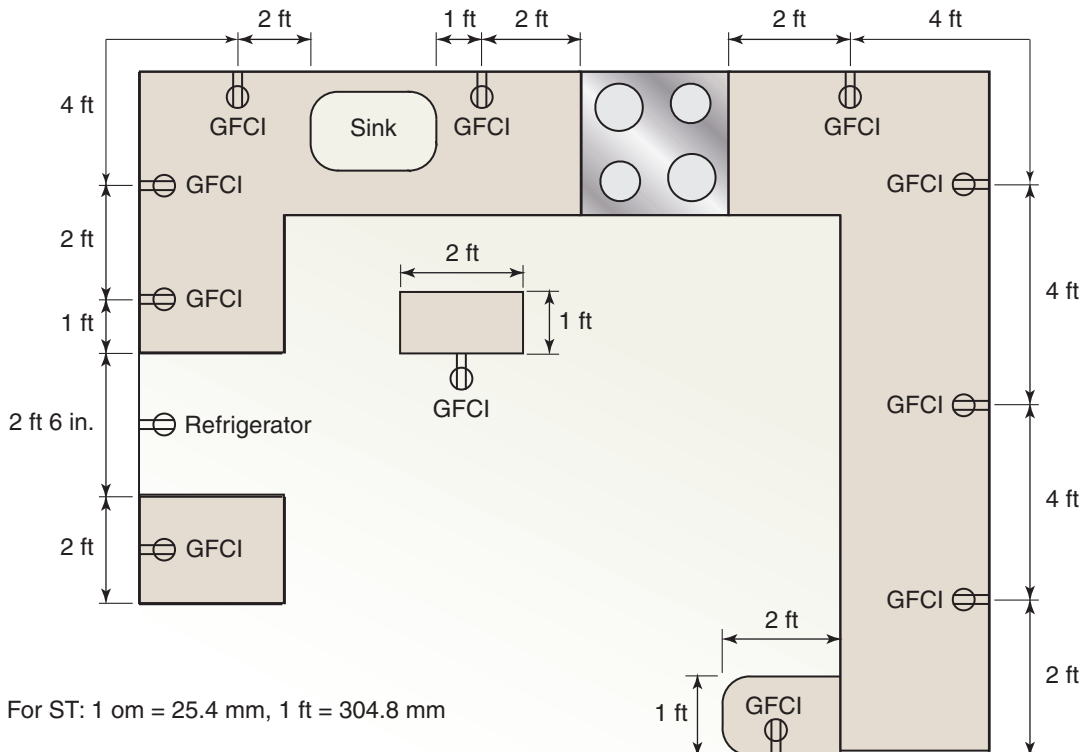 2 ft
1 ft
2 ft
2 ft
4 ft
4 ft
GFCI
Sink
GFCI
GFCI
GFCI
GFCI
2 ft
2 ft
4 ft
GFCI
1 ft
1 ft
GFCI
GFCI
2 ft 6 in.
Refrigerator
4 ft
2 ft
GFCI
GFCI
2 ft
2 ft
1 ft
GFCI
For ST: 1 om = 25.4 mm, 1 ft = 304.8 mm